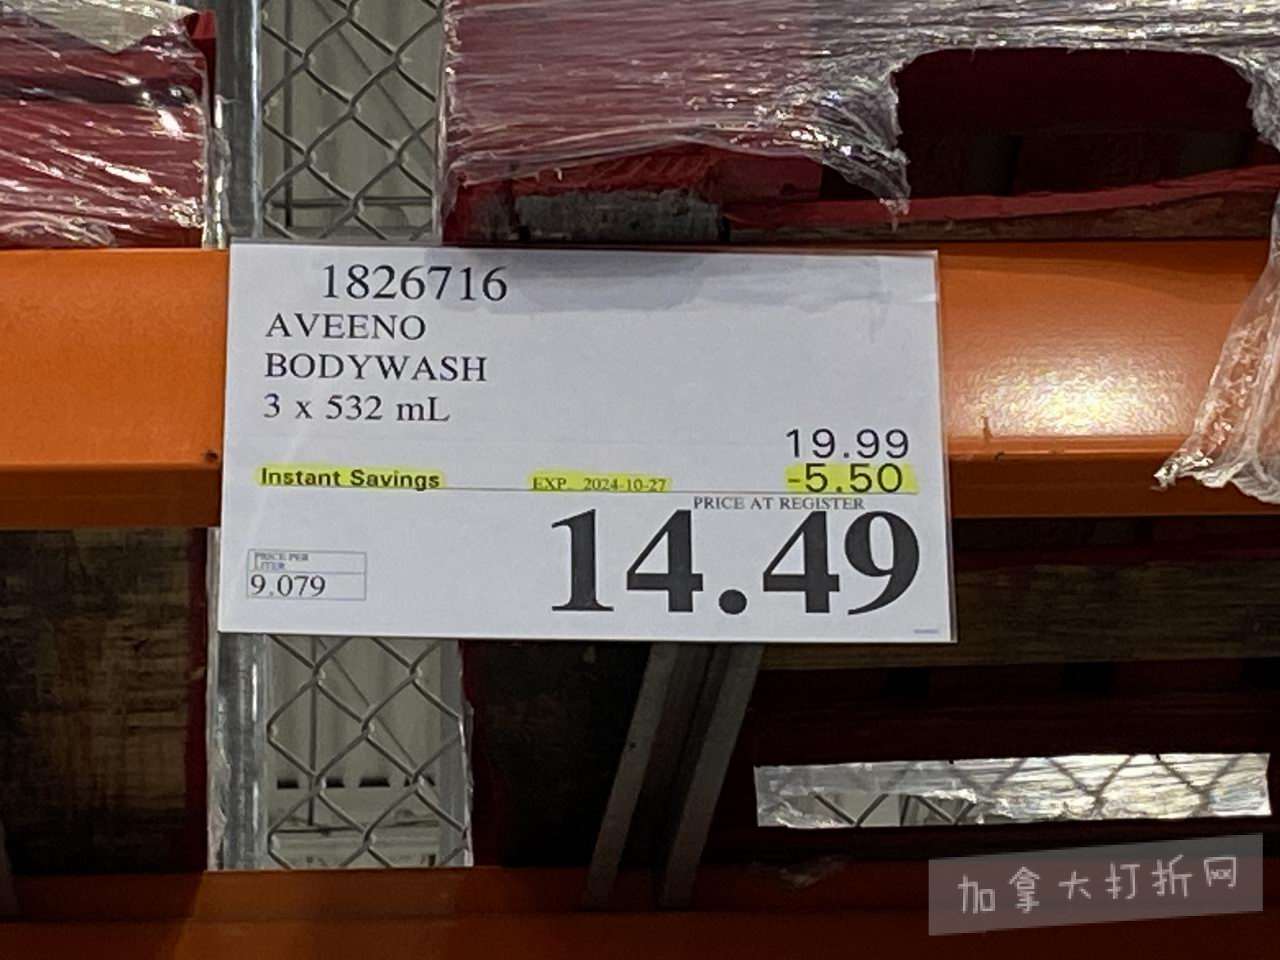 1826716
AVEENO
BODYWASH
3 x 532 mL
19.99
Instant Savings EXP. 2024-10-27 -5.50
PRICE AT REGISTER
14.49
PRICE PER
LITER
9.079
加拿大打折网